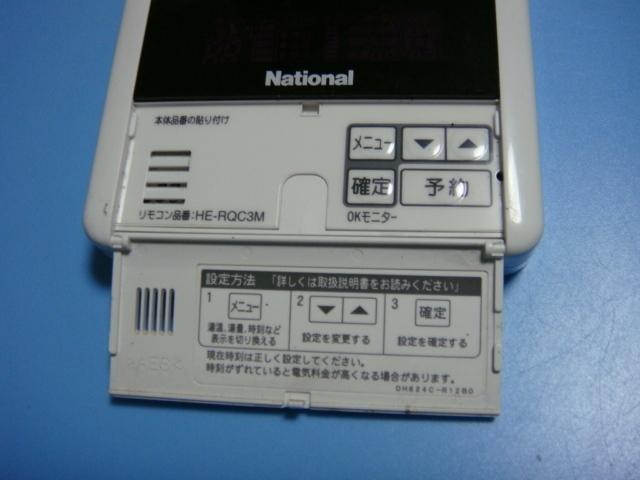 National
本体品番の貼り付け
メニュー
確定
予約
リモコン品番:HE-RQC3M
OKモニター
設定方法 「詳しくは取扱説明書をお読みください」
1 メニュー 2 3 確定
湯温、湯量、時刻など
表示を切り換える
設定を変更する
設定を確定する
現在時刻は正しく設定してください。
時刻がずれていると電気料金が高くなる場合があります。
>AES<
DH624C-R12B0